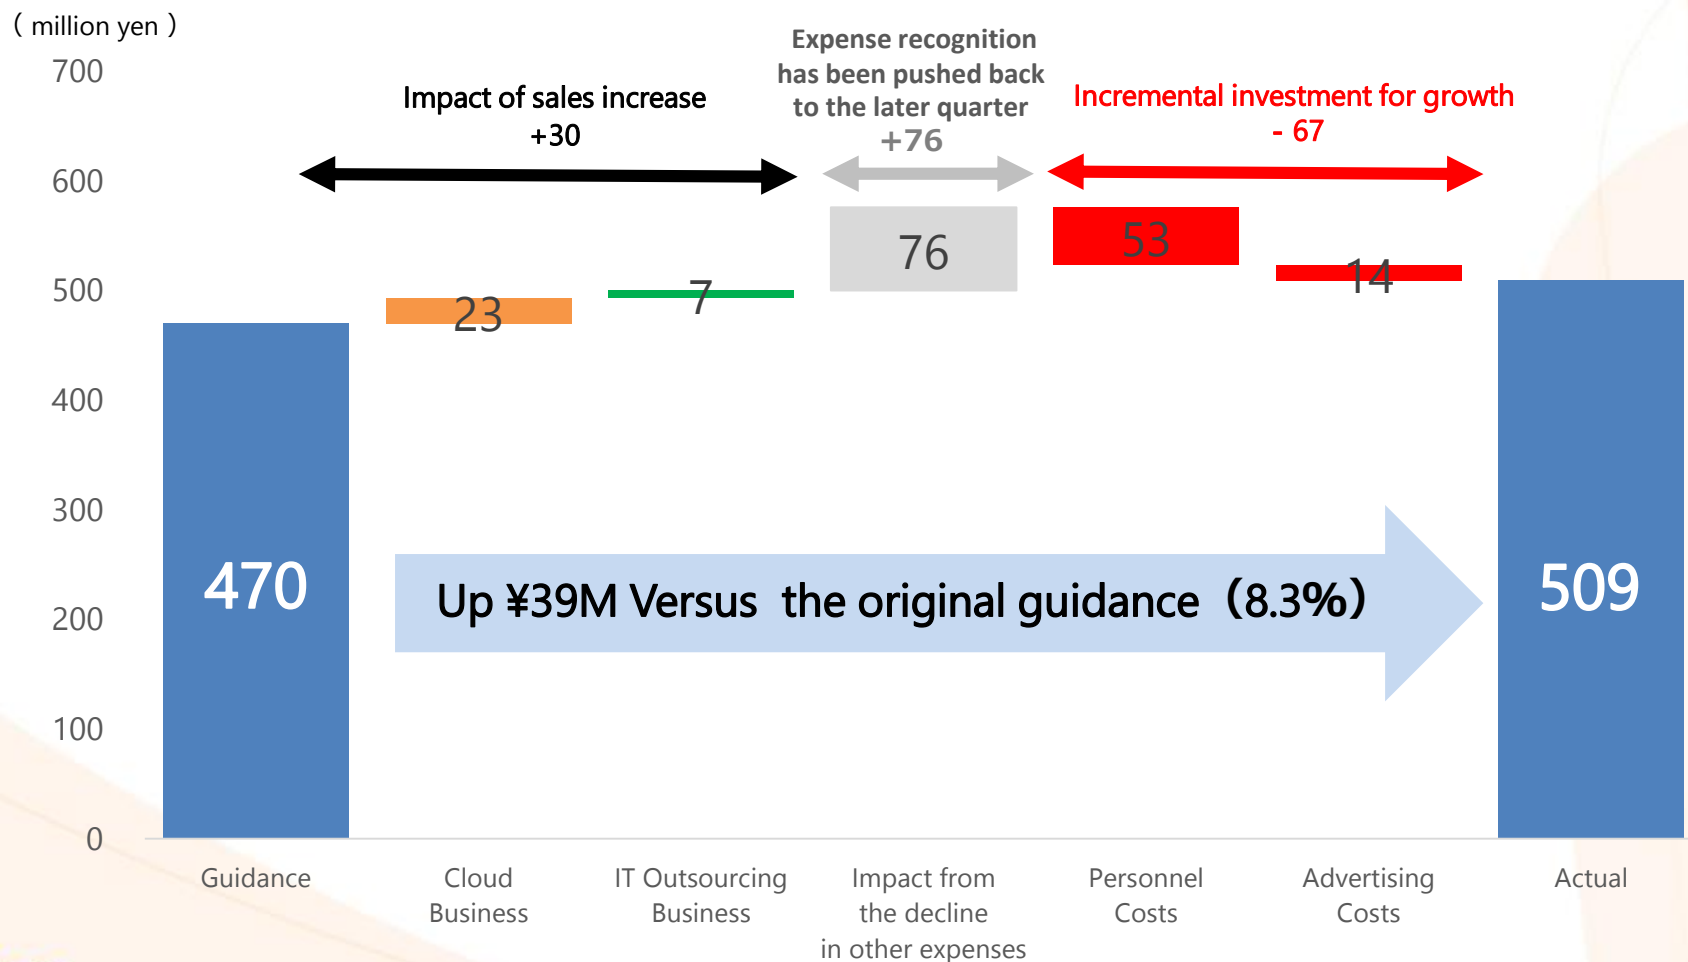 （ million yen ）
700
600
500
400
300
200
100
0
Impact of sales increase
+30
Expense recognition
has been pushed back
to the later quarter
+76
Incremental investment for growth
- 67
470
23
7
76
53
14
509
Up ¥39M Versus  the original guidance（8.3%）
Guidance
Cloud
Business
IT Outsourcing
Business
Impact from
the decline
in other expenses
Personnel
Costs
Advertising
Costs
Actual